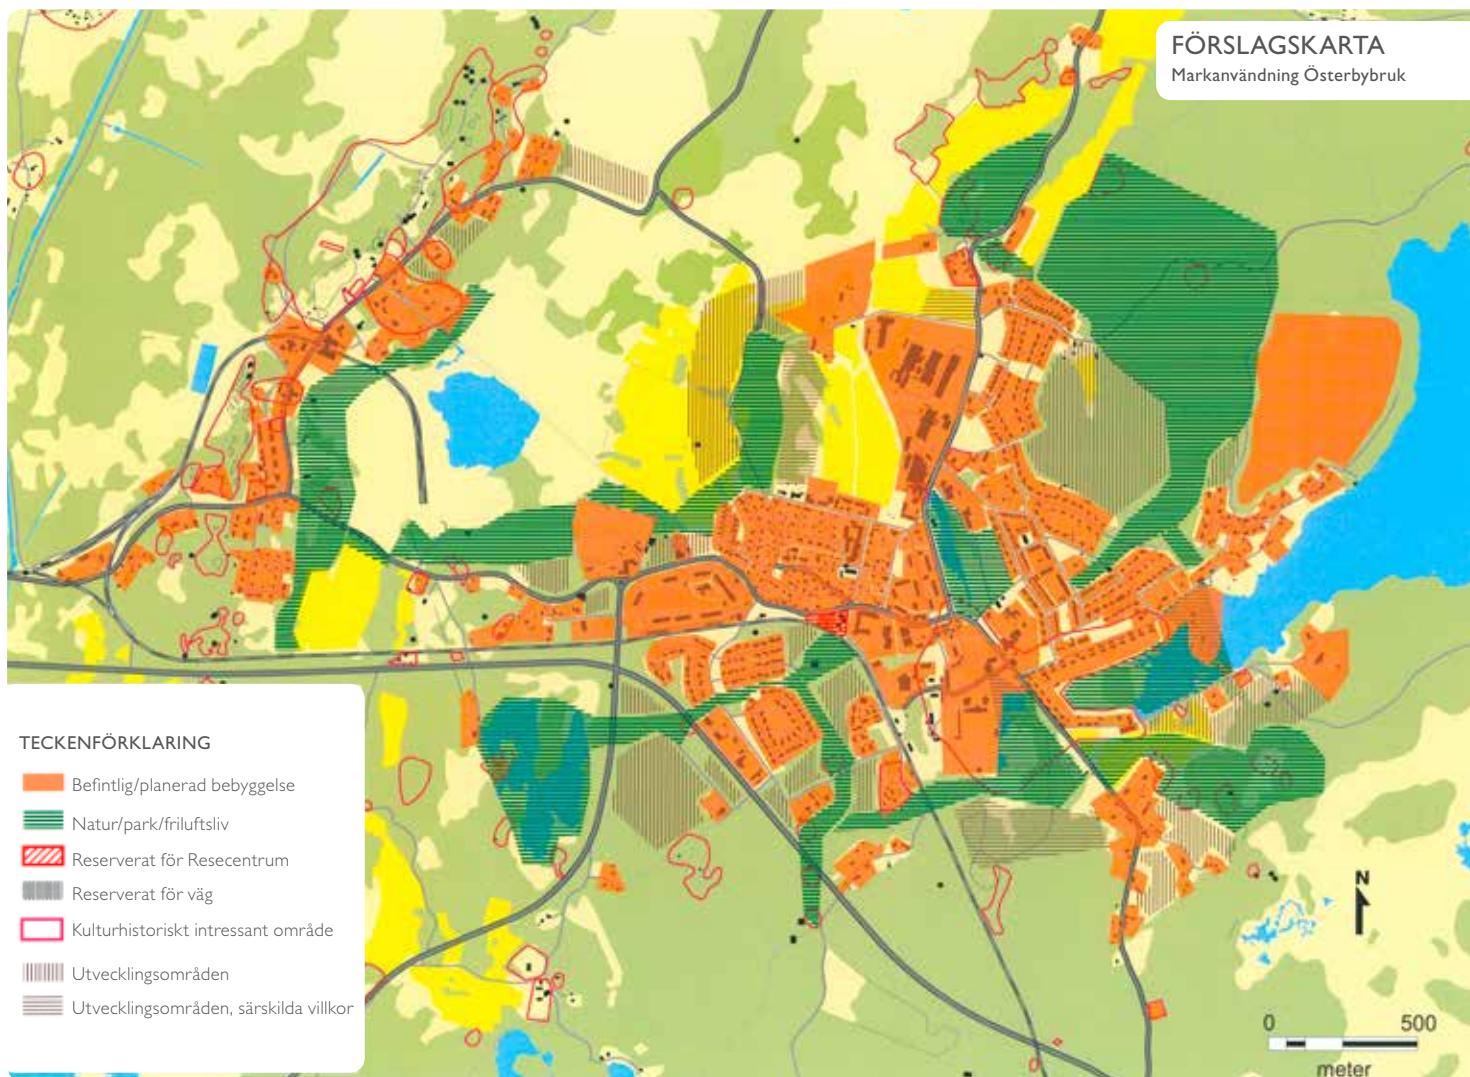 FÖRSLAGSKARTA
Markanvändning Österbybruk
TECKENFÖRKLARING
Befintlig/planerad bebyggelse
Natur/park/friluftsliv
Reserverat för Resecentrum
Reserverat för väg
Kulturhistoriskt intressant område
Utvecklingsområden
Utvecklingsområden, särskilda villkor
N
0 500
meter